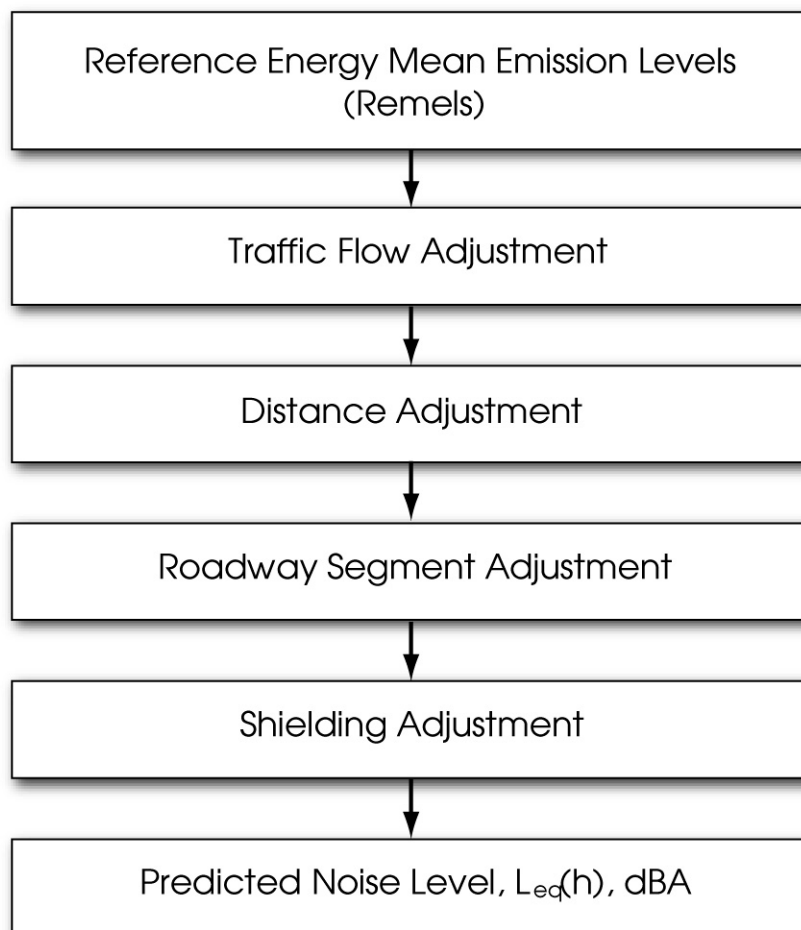 Reference Energy Mean Emission Levels
(Remels)
Traffic Flow Adjustment
Distance Adjustment
Roadway Segment Adjustment
Shielding Adjustment
Predicted Noise Level, Leq(h), dBA